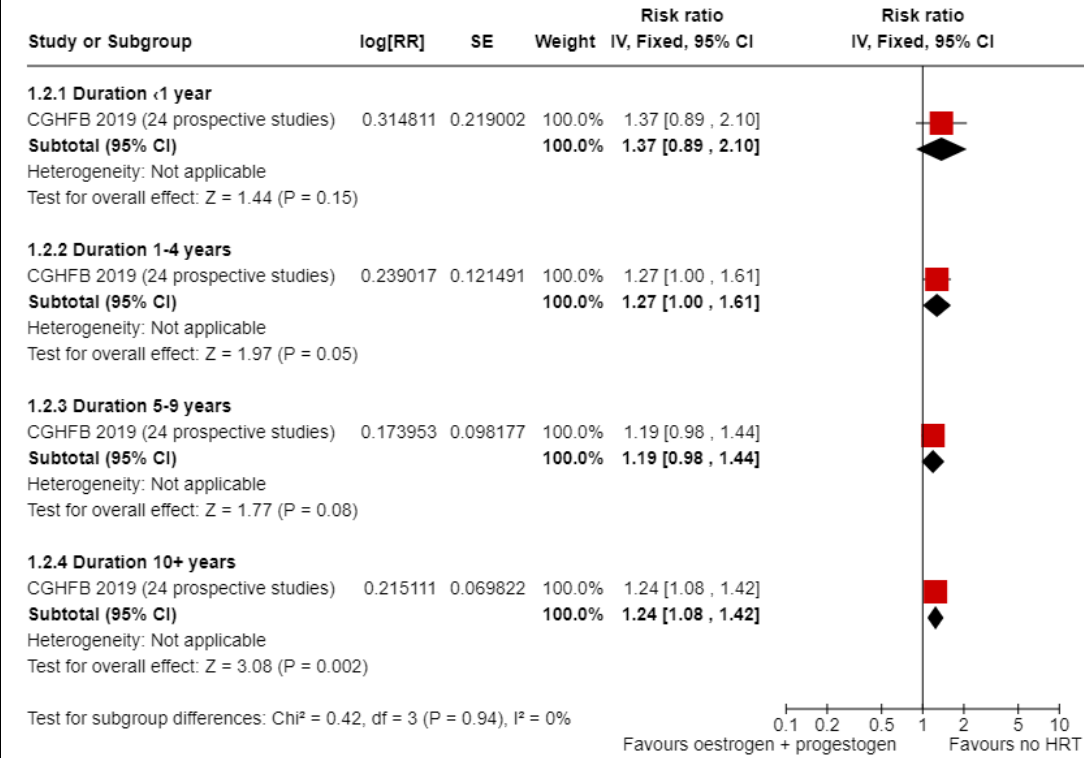 Risk ratio Risk ratio
Study or Subgroup log[RR] SE Weight IV, Fixed, 95% CI IV, Fixed, 95% CI
1.2.1 Duration ‹1 year
CGHFB 2019 (24 prospective studies) 0.314811 0.219002 100.0% 1.37 [0.89 , 2.10]
Subtotal (95% CI) 100.0% 1.37 [0.89 , 2.10]
Heterogeneity: Not applicable
Test for overall effect: Z = 1.44 (P = 0.15)
1.2.2 Duration 1-4 years
CGHFB 2019 (24 prospective studies) 0.239017 0.121491 100.0% 1.27 [1.00 , 1.61]
Subtotal (95% CI) 100.0% 1.27 [1.00 , 1.61]
Heterogeneity: Not applicable
Test for overall effect: Z = 1.97 (P = 0.05)
1.2.3 Duration 5-9 years
CGHFB 2019 (24 prospective studies) 0.173953 0.098177 100.0% 1.19 [0.98 , 1.44]
Subtotal (95% CI) 100.0% 1.19 [0.98 , 1.44]
Heterogeneity: Not applicable
Test for overall effect: Z = 1.77 (P = 0.08)
1.2.4 Duration 10+ years
CGHFB 2019 (24 prospective studies) 0.215111 0.069822 100.0% 1.24 [1.08 , 1.42]
Subtotal (95% CI) 100.0% 1.24 [1.08 , 1.42]
Heterogeneity: Not applicable
Test for overall effect: Z = 3.08 (P = 0.002)
Test for subgroup differences: Chi² = 0.42, df = 3 (P = 0.94), I² = 0%
0.1 0.2 0.5 1 2 5 10
Favours oestrogen + progestogen Favours no HRT